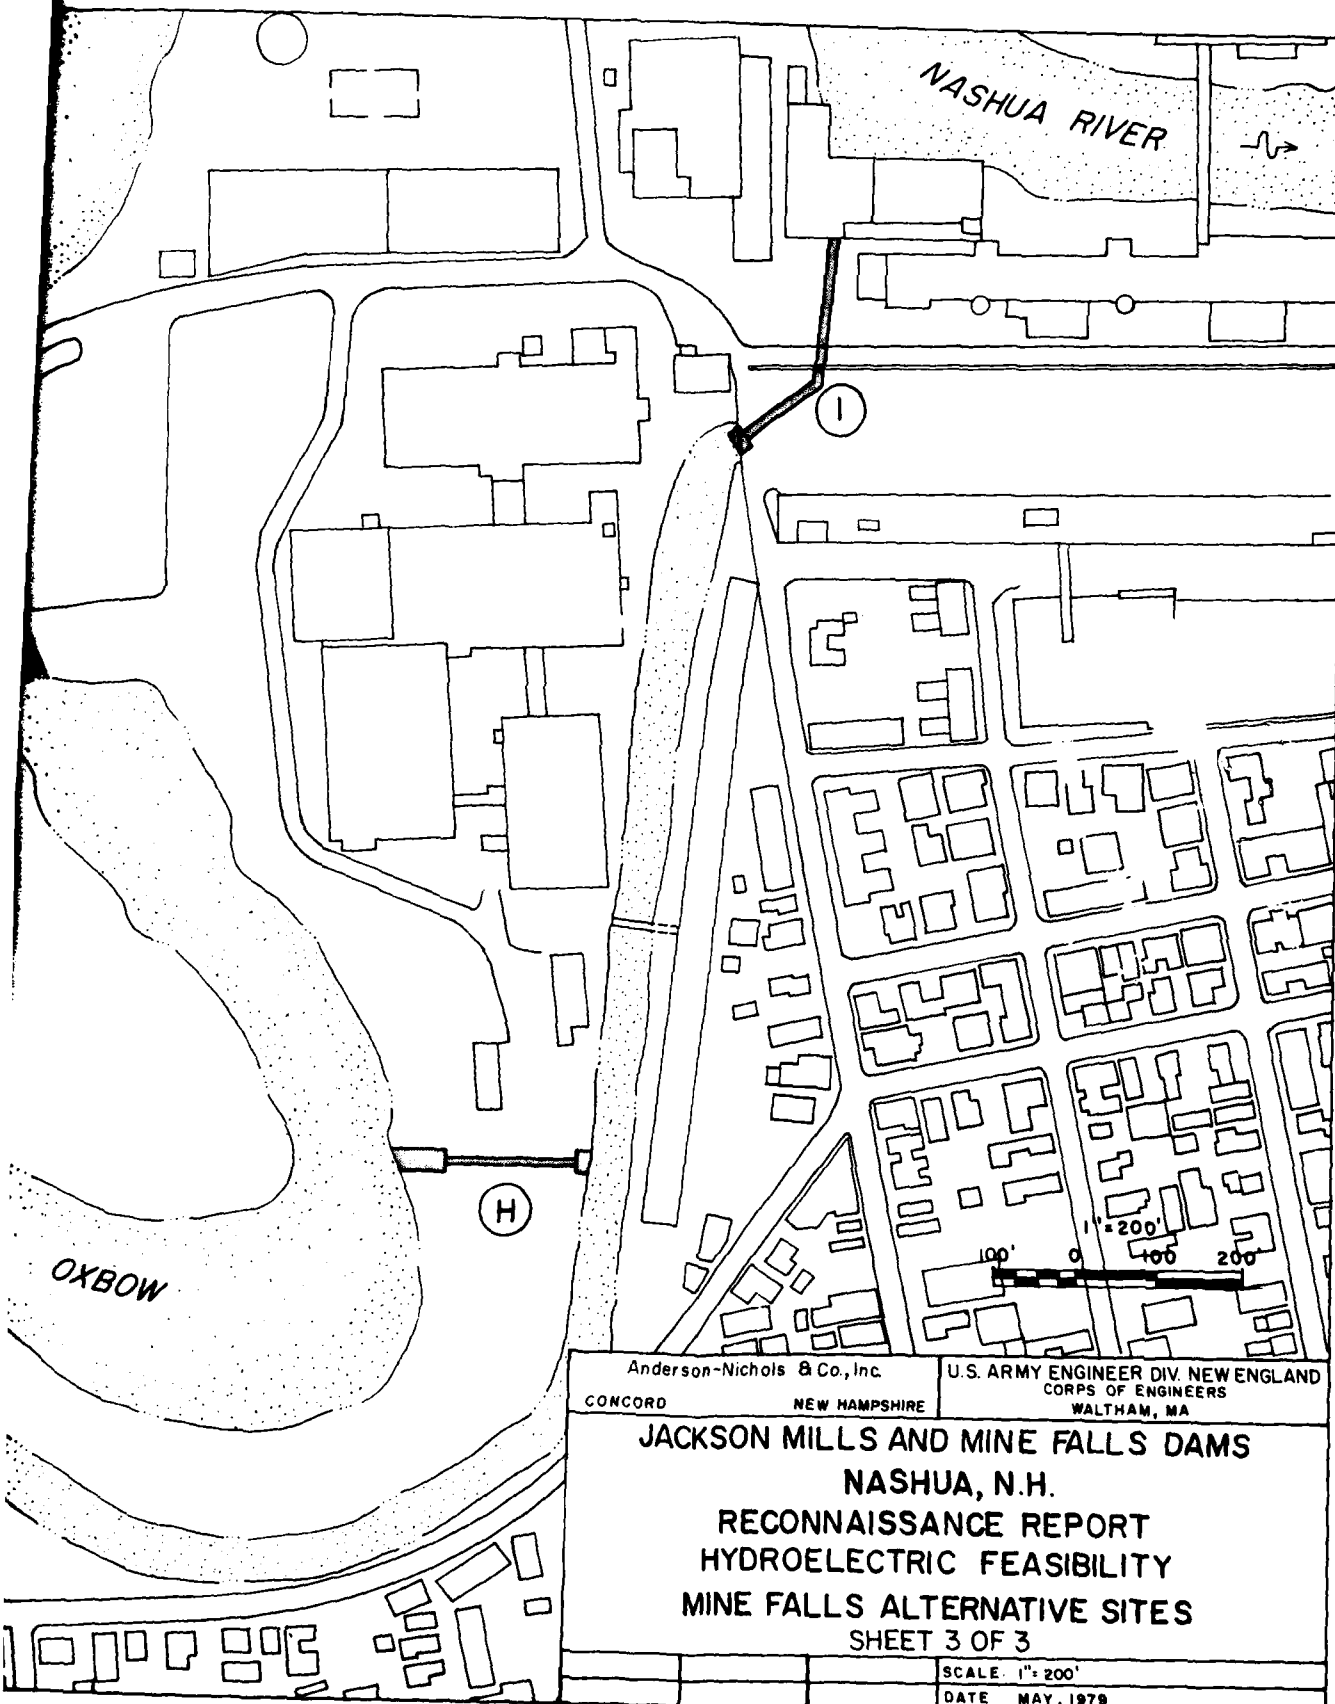 NASHUA RIVER
I
H
OXBOW
1"=200'
100' 0 100 200'
Anderson-Nichols & Co., Inc.
CONCORD NEW HAMPSHIRE
U.S. ARMY ENGINEER DIV. NEW ENGLAND
CORPS OF ENGINEERS
WALTHAM, MA
JACKSON MILLS AND MINE FALLS DAMS
NASHUA, N.H.
RECONNAISSANCE REPORT
HYDROELECTRIC FEASIBILITY
MINE FALLS ALTERNATIVE SITES
SHEET 3 OF 3
SCALE 1"=200'
DATE MAY, 1979